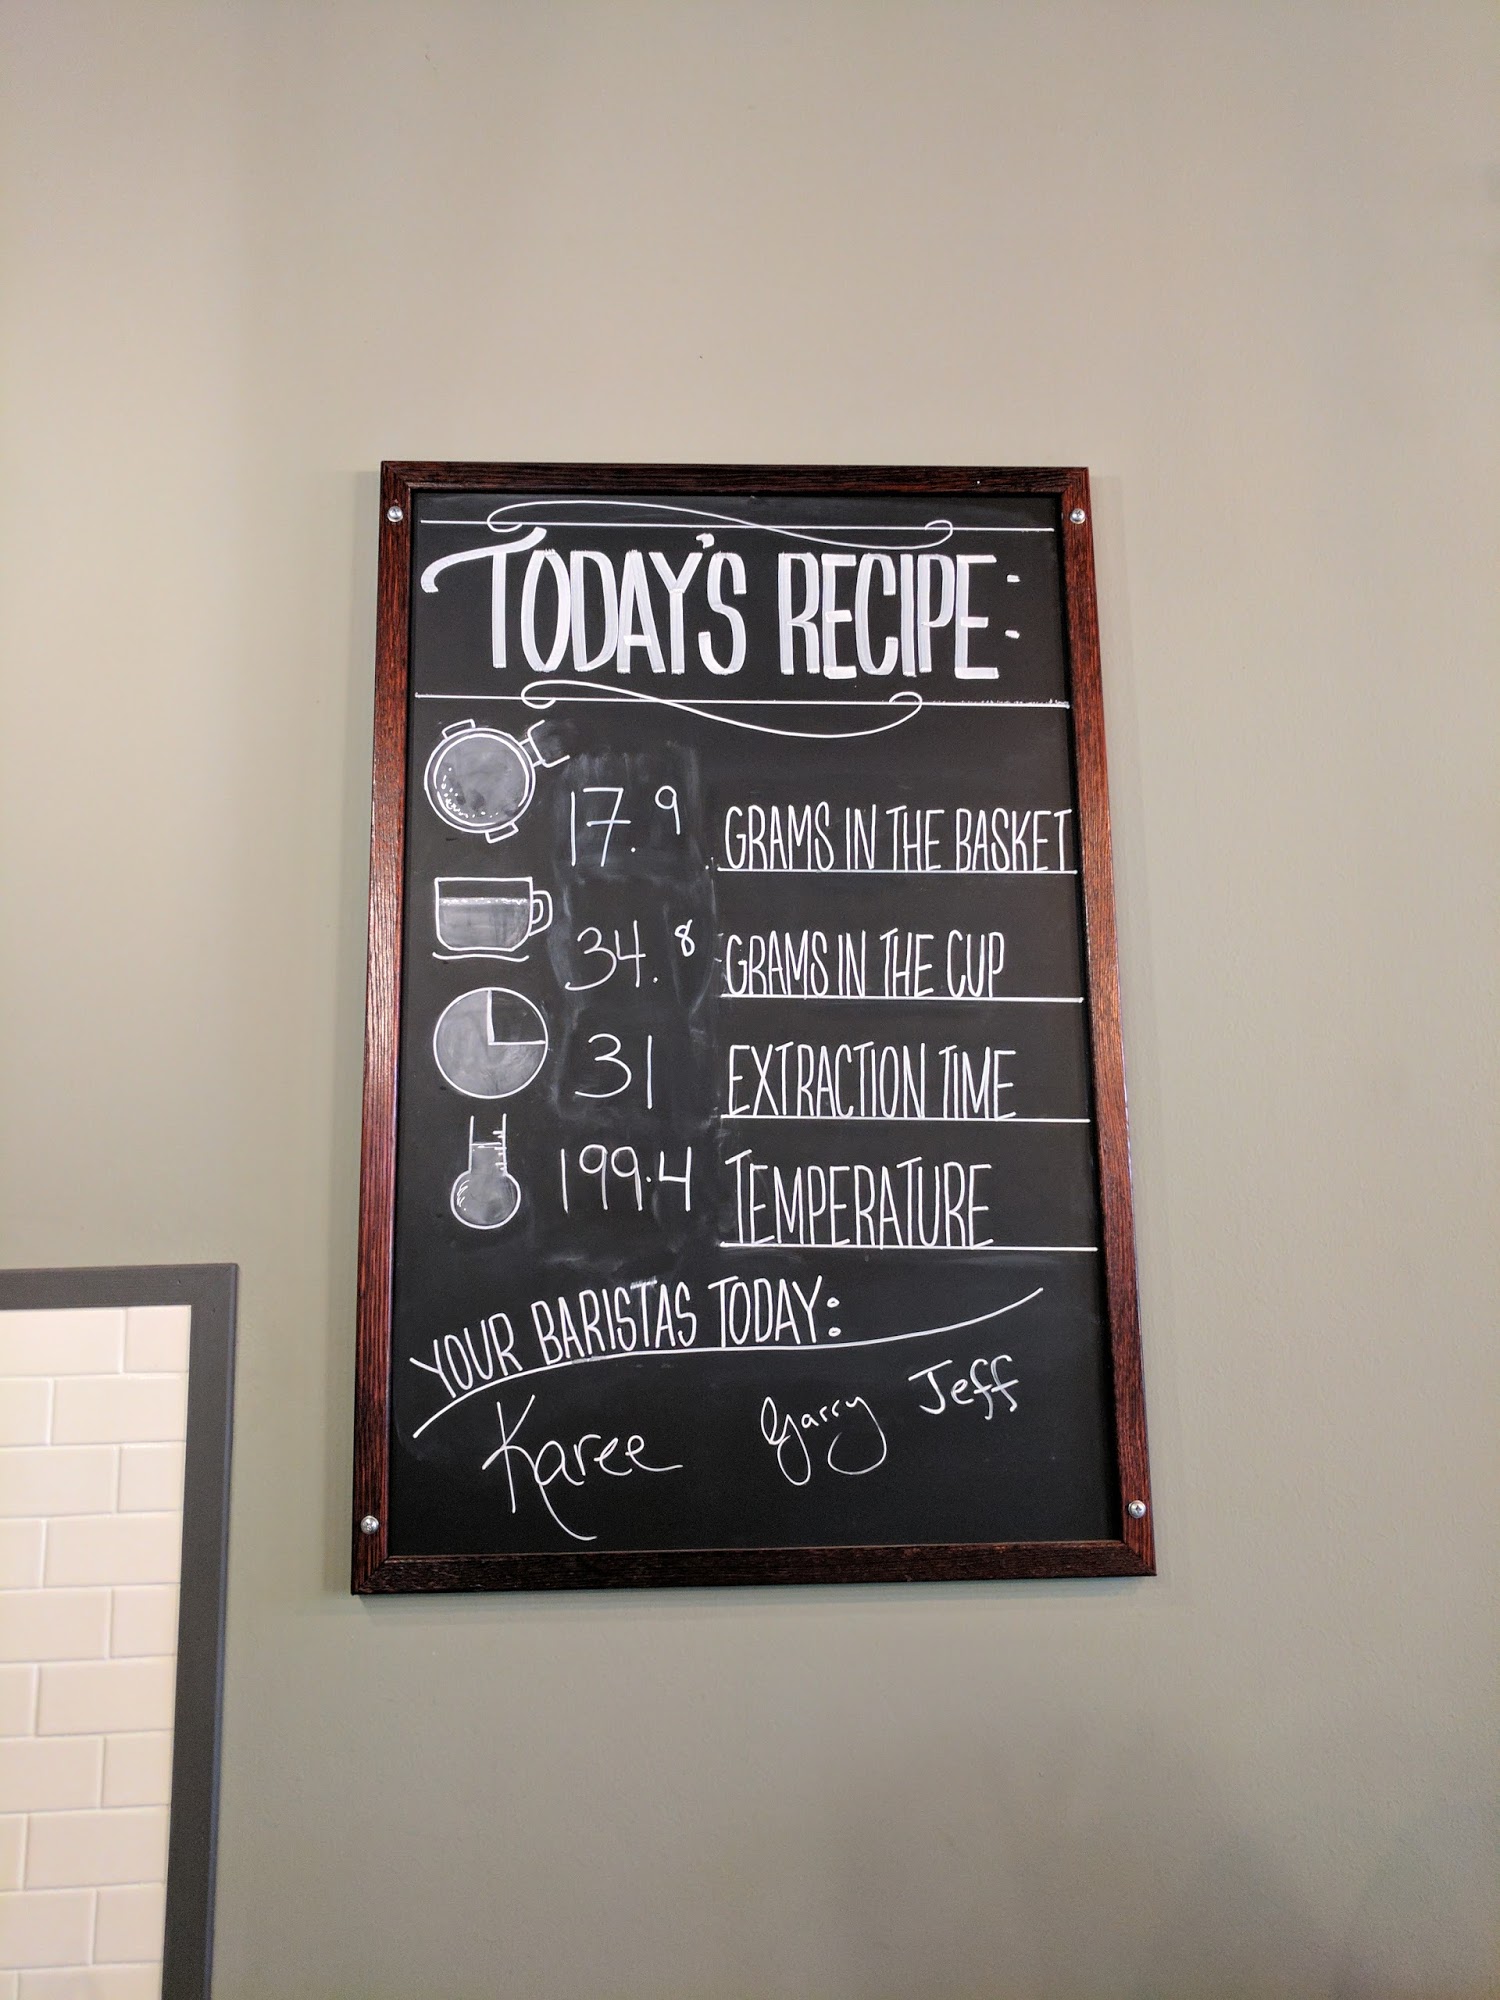 TODAY'S RECIPE:
17.9 GRAMS IN THE BASKET
34.8 GRAMS IN THE CUP
31 EXTRACTION TIME
199.4 TEMPERATURE
YOUR BARISTAS TODAY:
Karee Garry Jeff